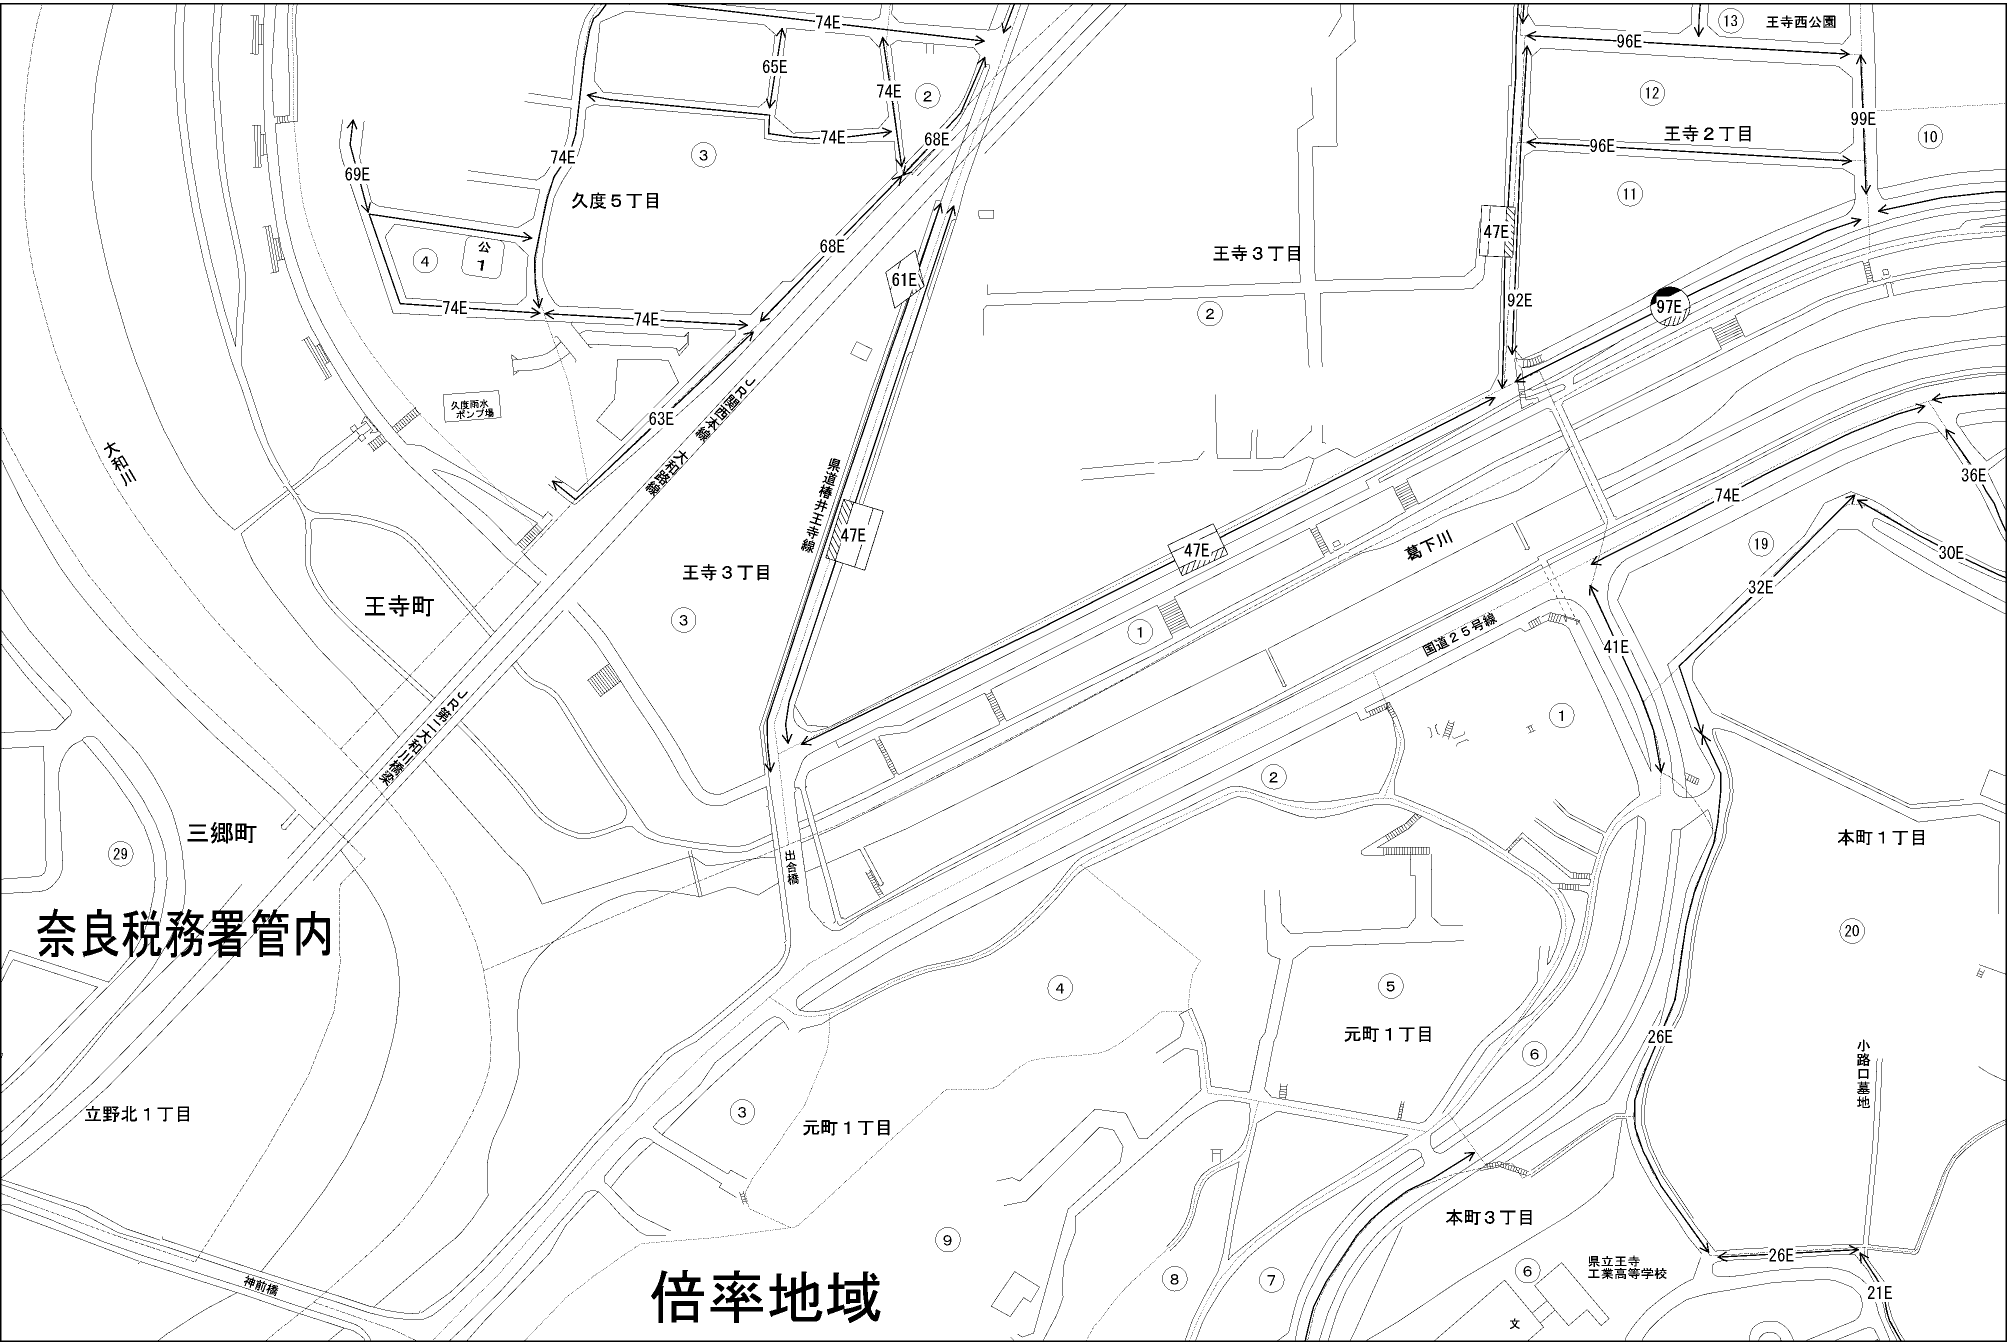 74E
13
王寺西公園
96E
65E
74E
2
12
99E
王寺２丁目
10
68E
74E
3
74E
96E
69E
久度５丁目
11
47E
68E
王寺３丁目
公
1
4
61E
92E
97E
74E
74E
2
久度雨水
ポンプ場
63E
ＪＲ関西本線　大和路線
大和川
県道椿井王寺線
47E
47E
葛下川
74E
36E
19
30E
32E
王寺３丁目
王寺町
3
1
国道２５号線
41E
1
ＪＲ第二大和川橋梁
2
三郷町
29
出合橋
本町１丁目
奈良税務署管内
20
4
5
元町１丁目
26E
6
小路口墓地
立野北１丁目
3
元町１丁目
本町３丁目
9
26E
県立王寺
工業高等学校
6
8
7
神前橋
21E
倍率地域
文